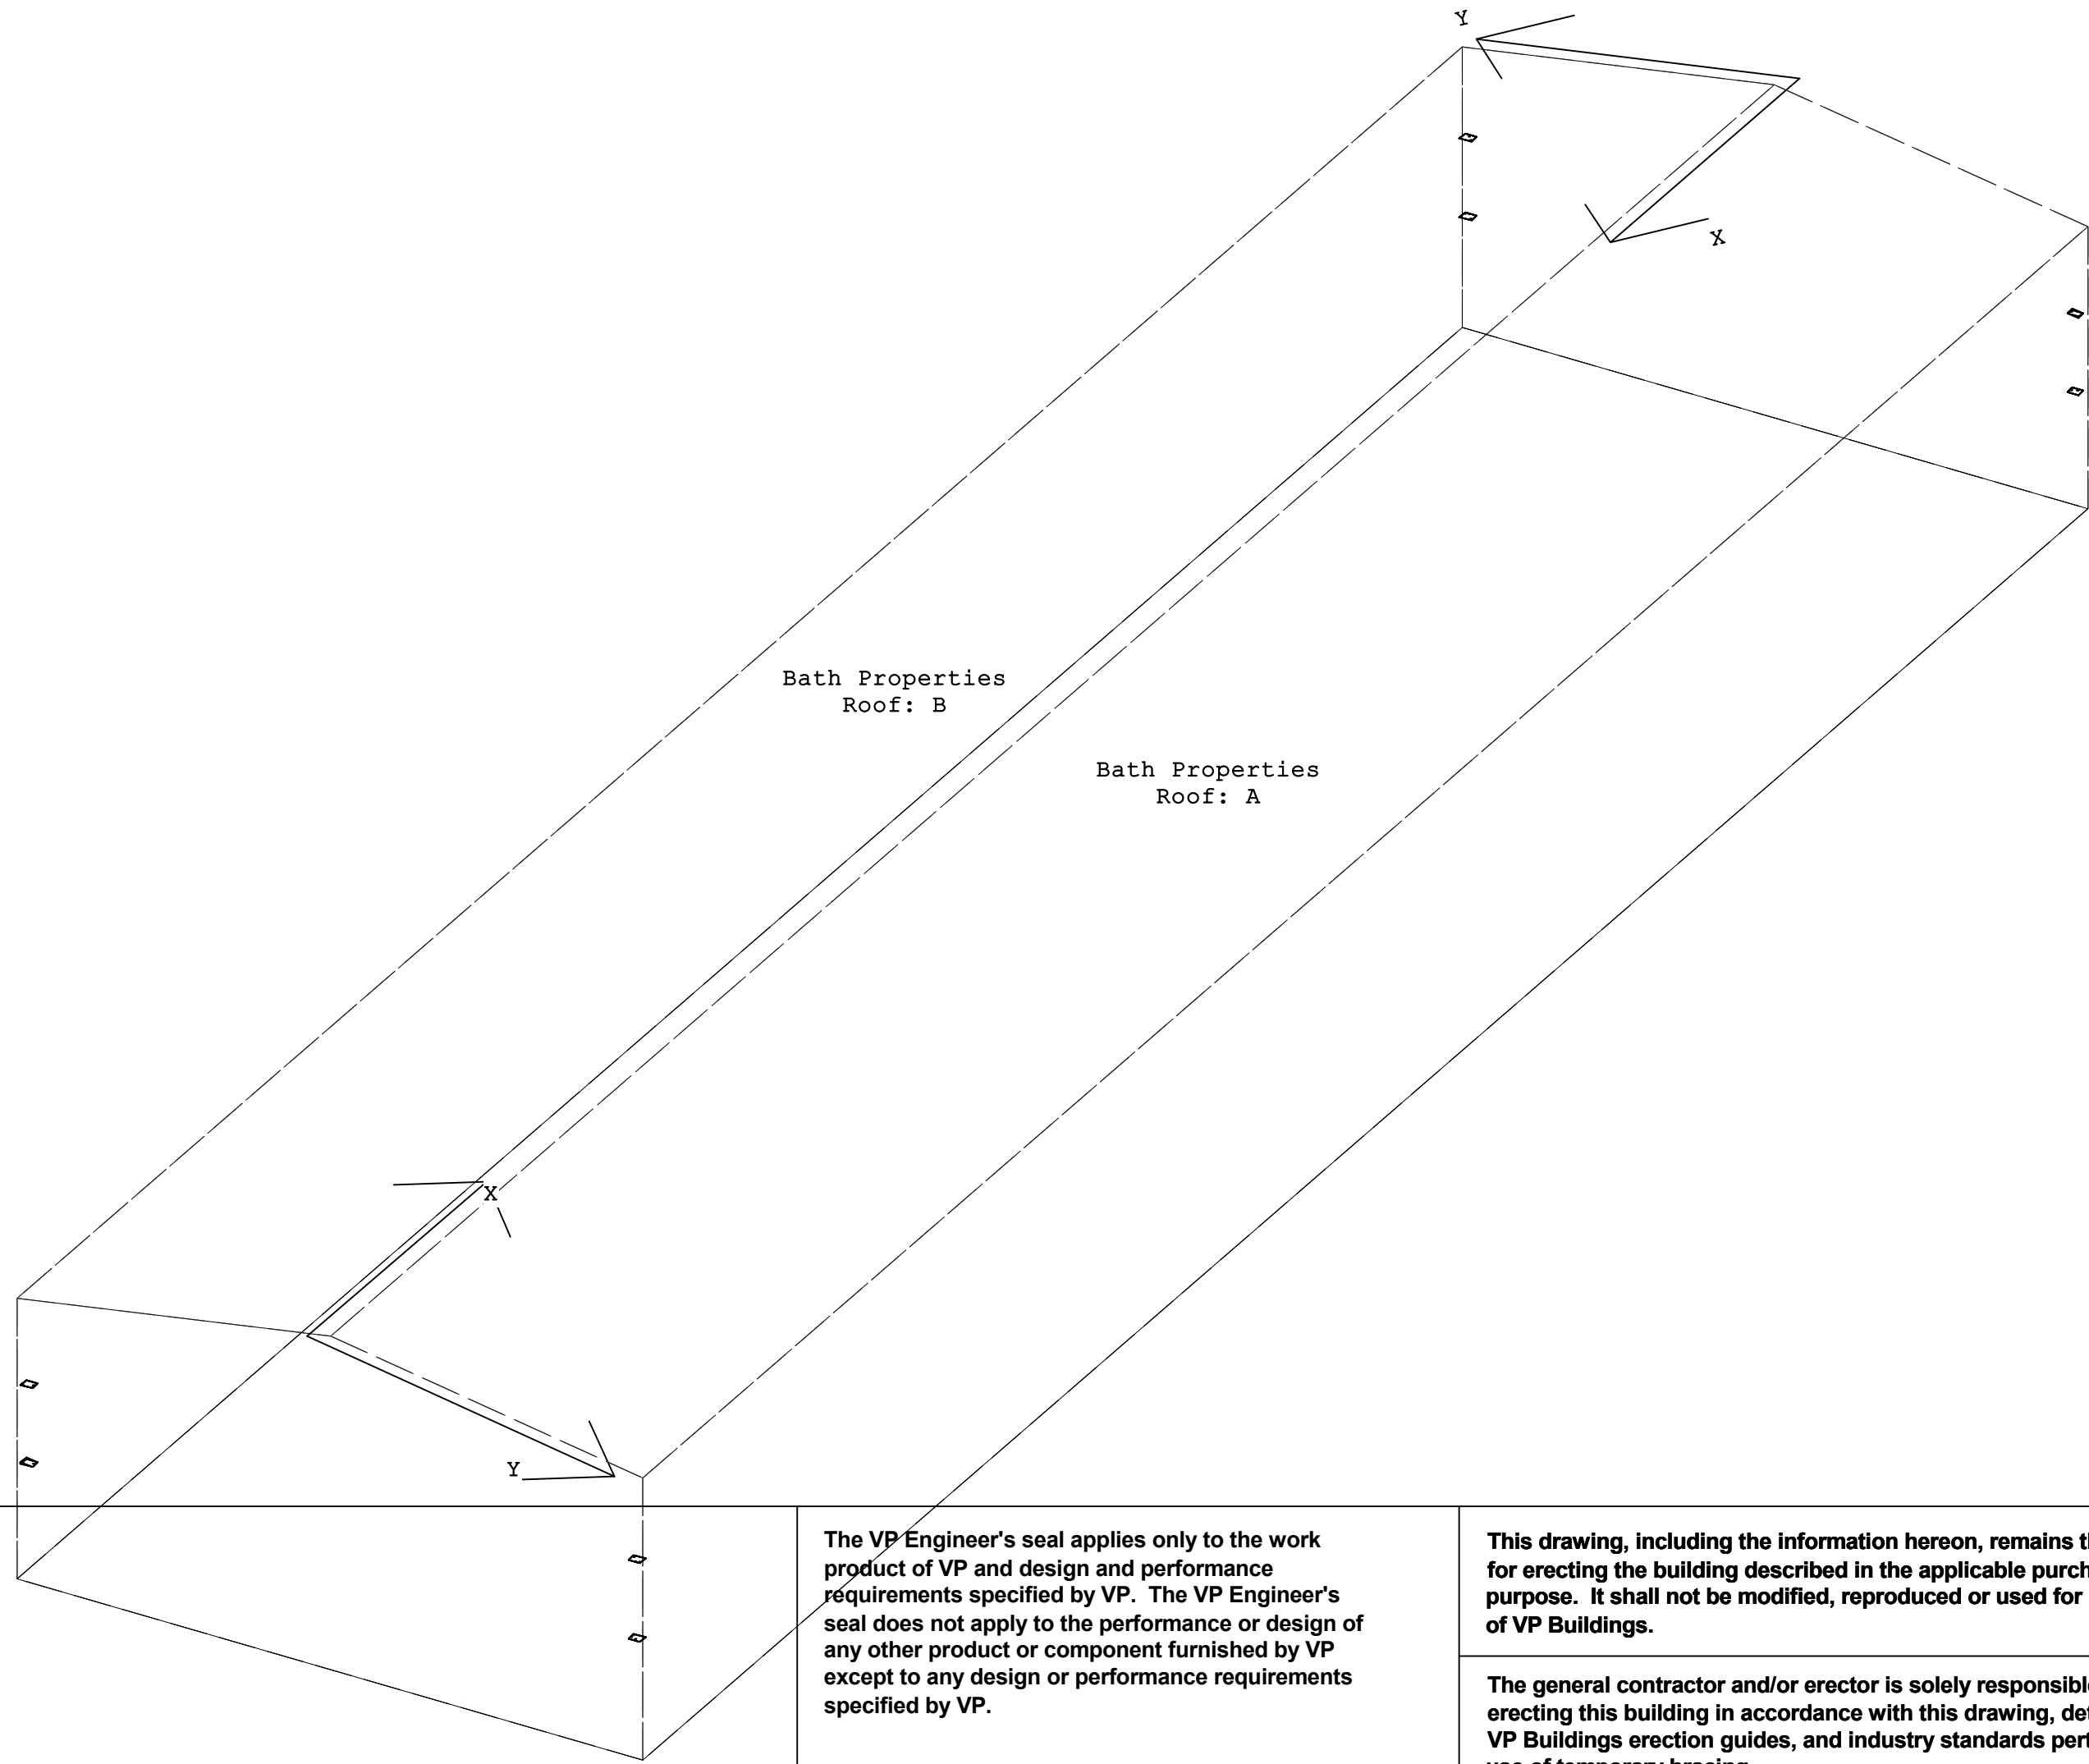 Y
X
Bath Properties
Roof: B
Bath Properties
Roof: A
X
Y
The VP Engineer's seal applies only to the work
product of VP and design and performance
requirements specified by VP. The VP Engineer's
seal does not apply to the performance or design of
any other product or component furnished by VP
except to any design or performance requirements
specified by VP.
This drawing, including the information hereon, remains
for erecting the building described in the applicable
purpose. It shall not be modified, reproduced or used for
of VP Buildings.
The general contractor and/or erector is solely
erecting this building in accordance with this drawing,
VP Buildings erection guides, and industry standards
use of temporary bracing